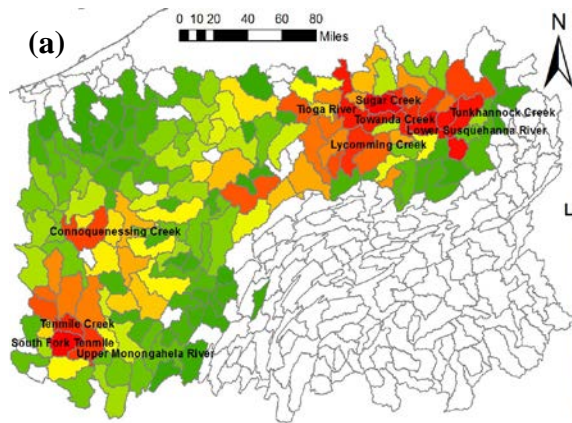 (a)
0 10 20 40 60 80
Miles
N
Sugar Creek
Tioga River
Towanda Creek
Tunkhannock Creek
Lower Susquehanna River
Lycomming Creek
L
Connoquenessing Creek
Tenmile Creek
South Fork Tenmile
Upper Monongahela River